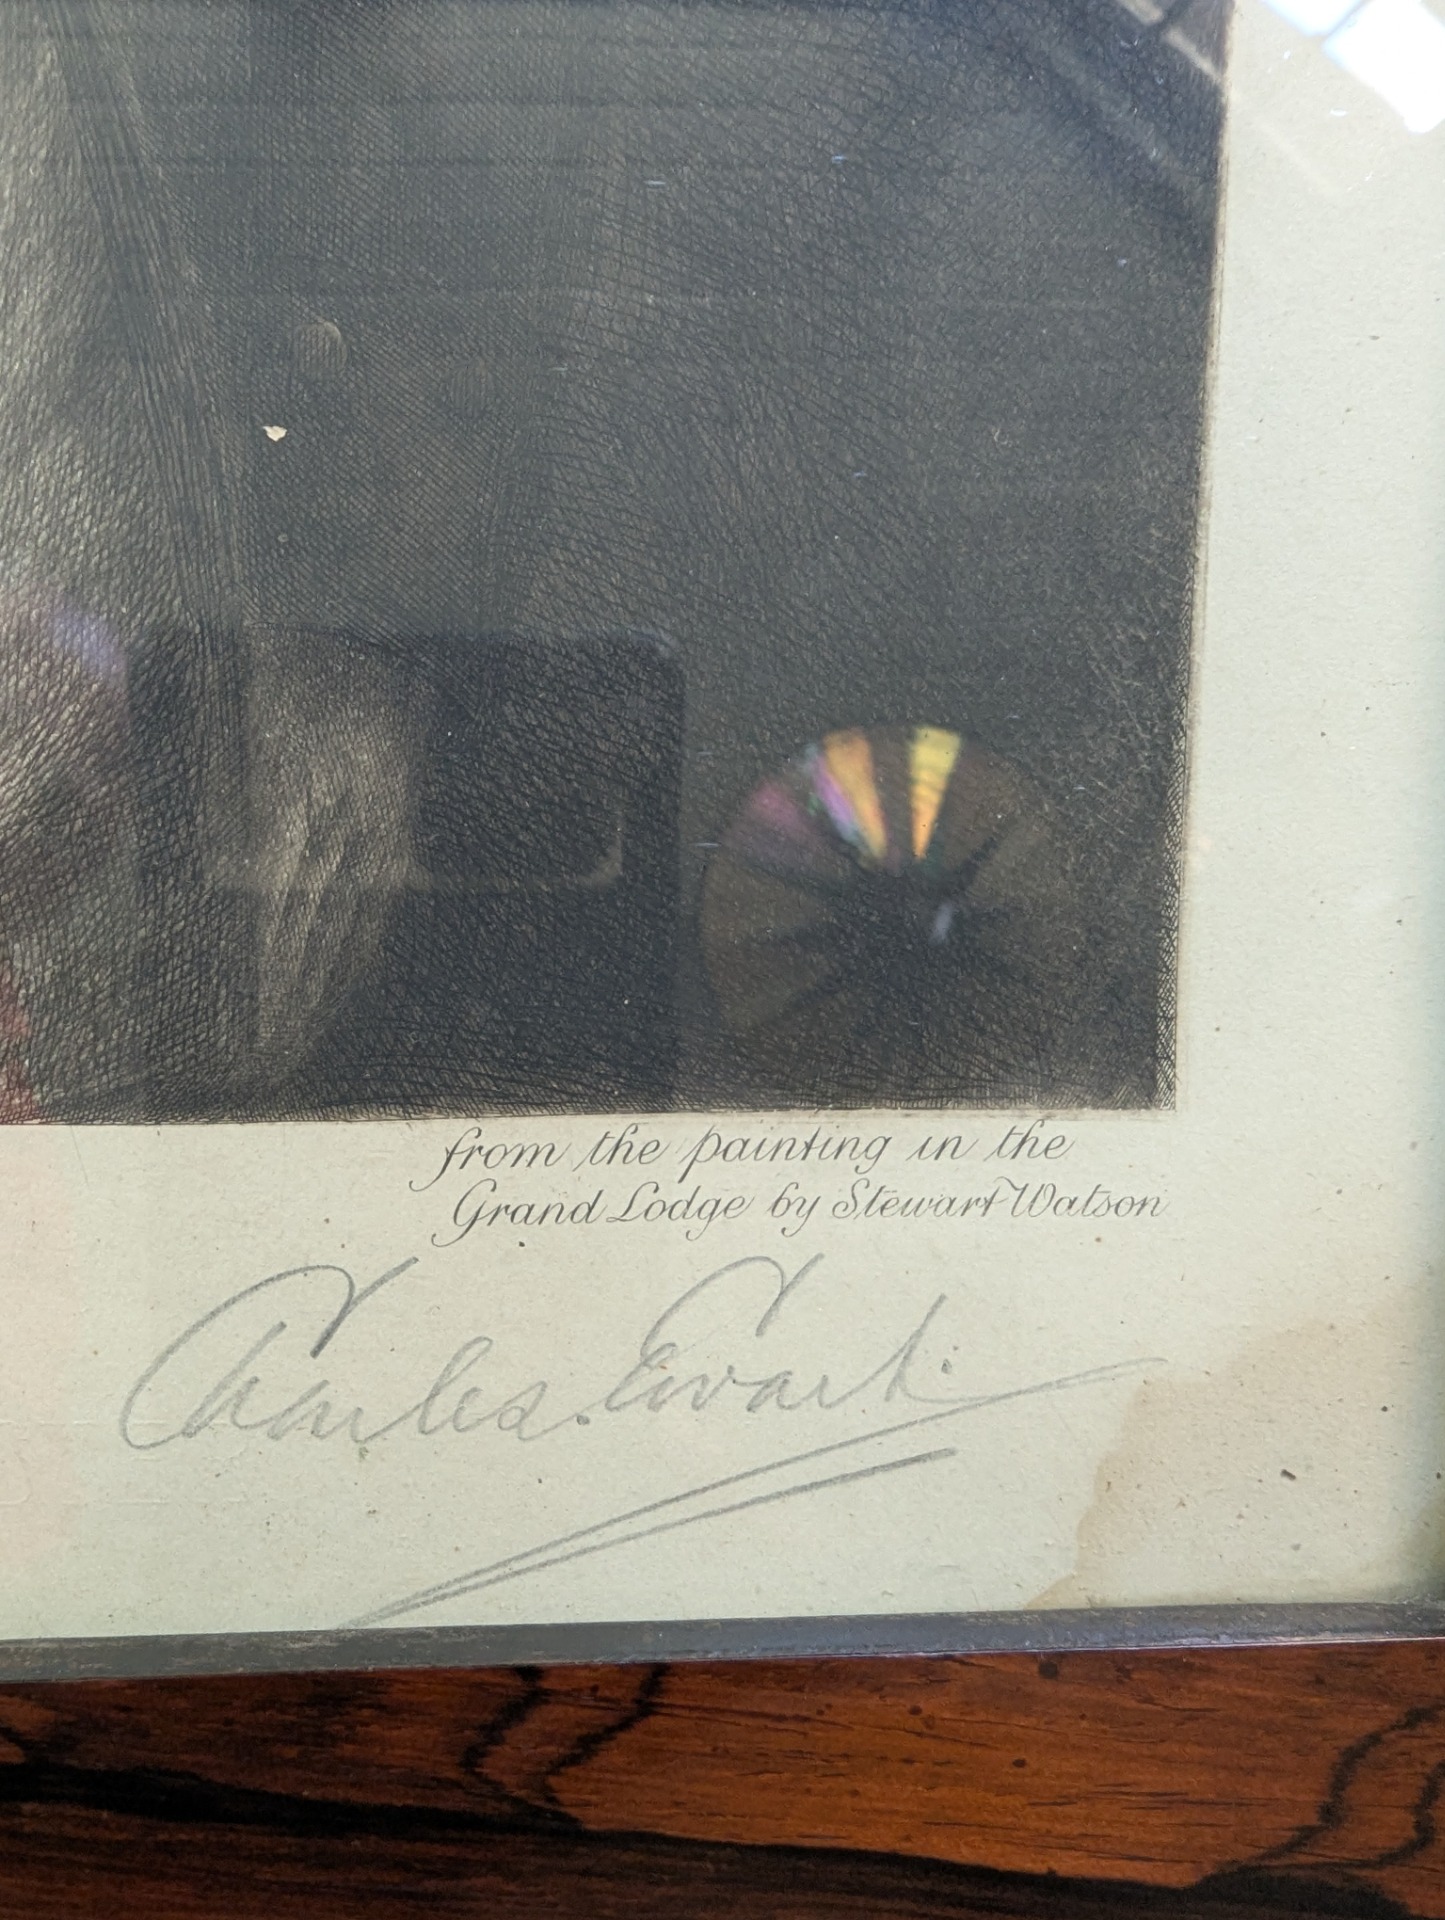 from the painting in the
Grand Lodge by Stewart Watson
Charles. Ewart.